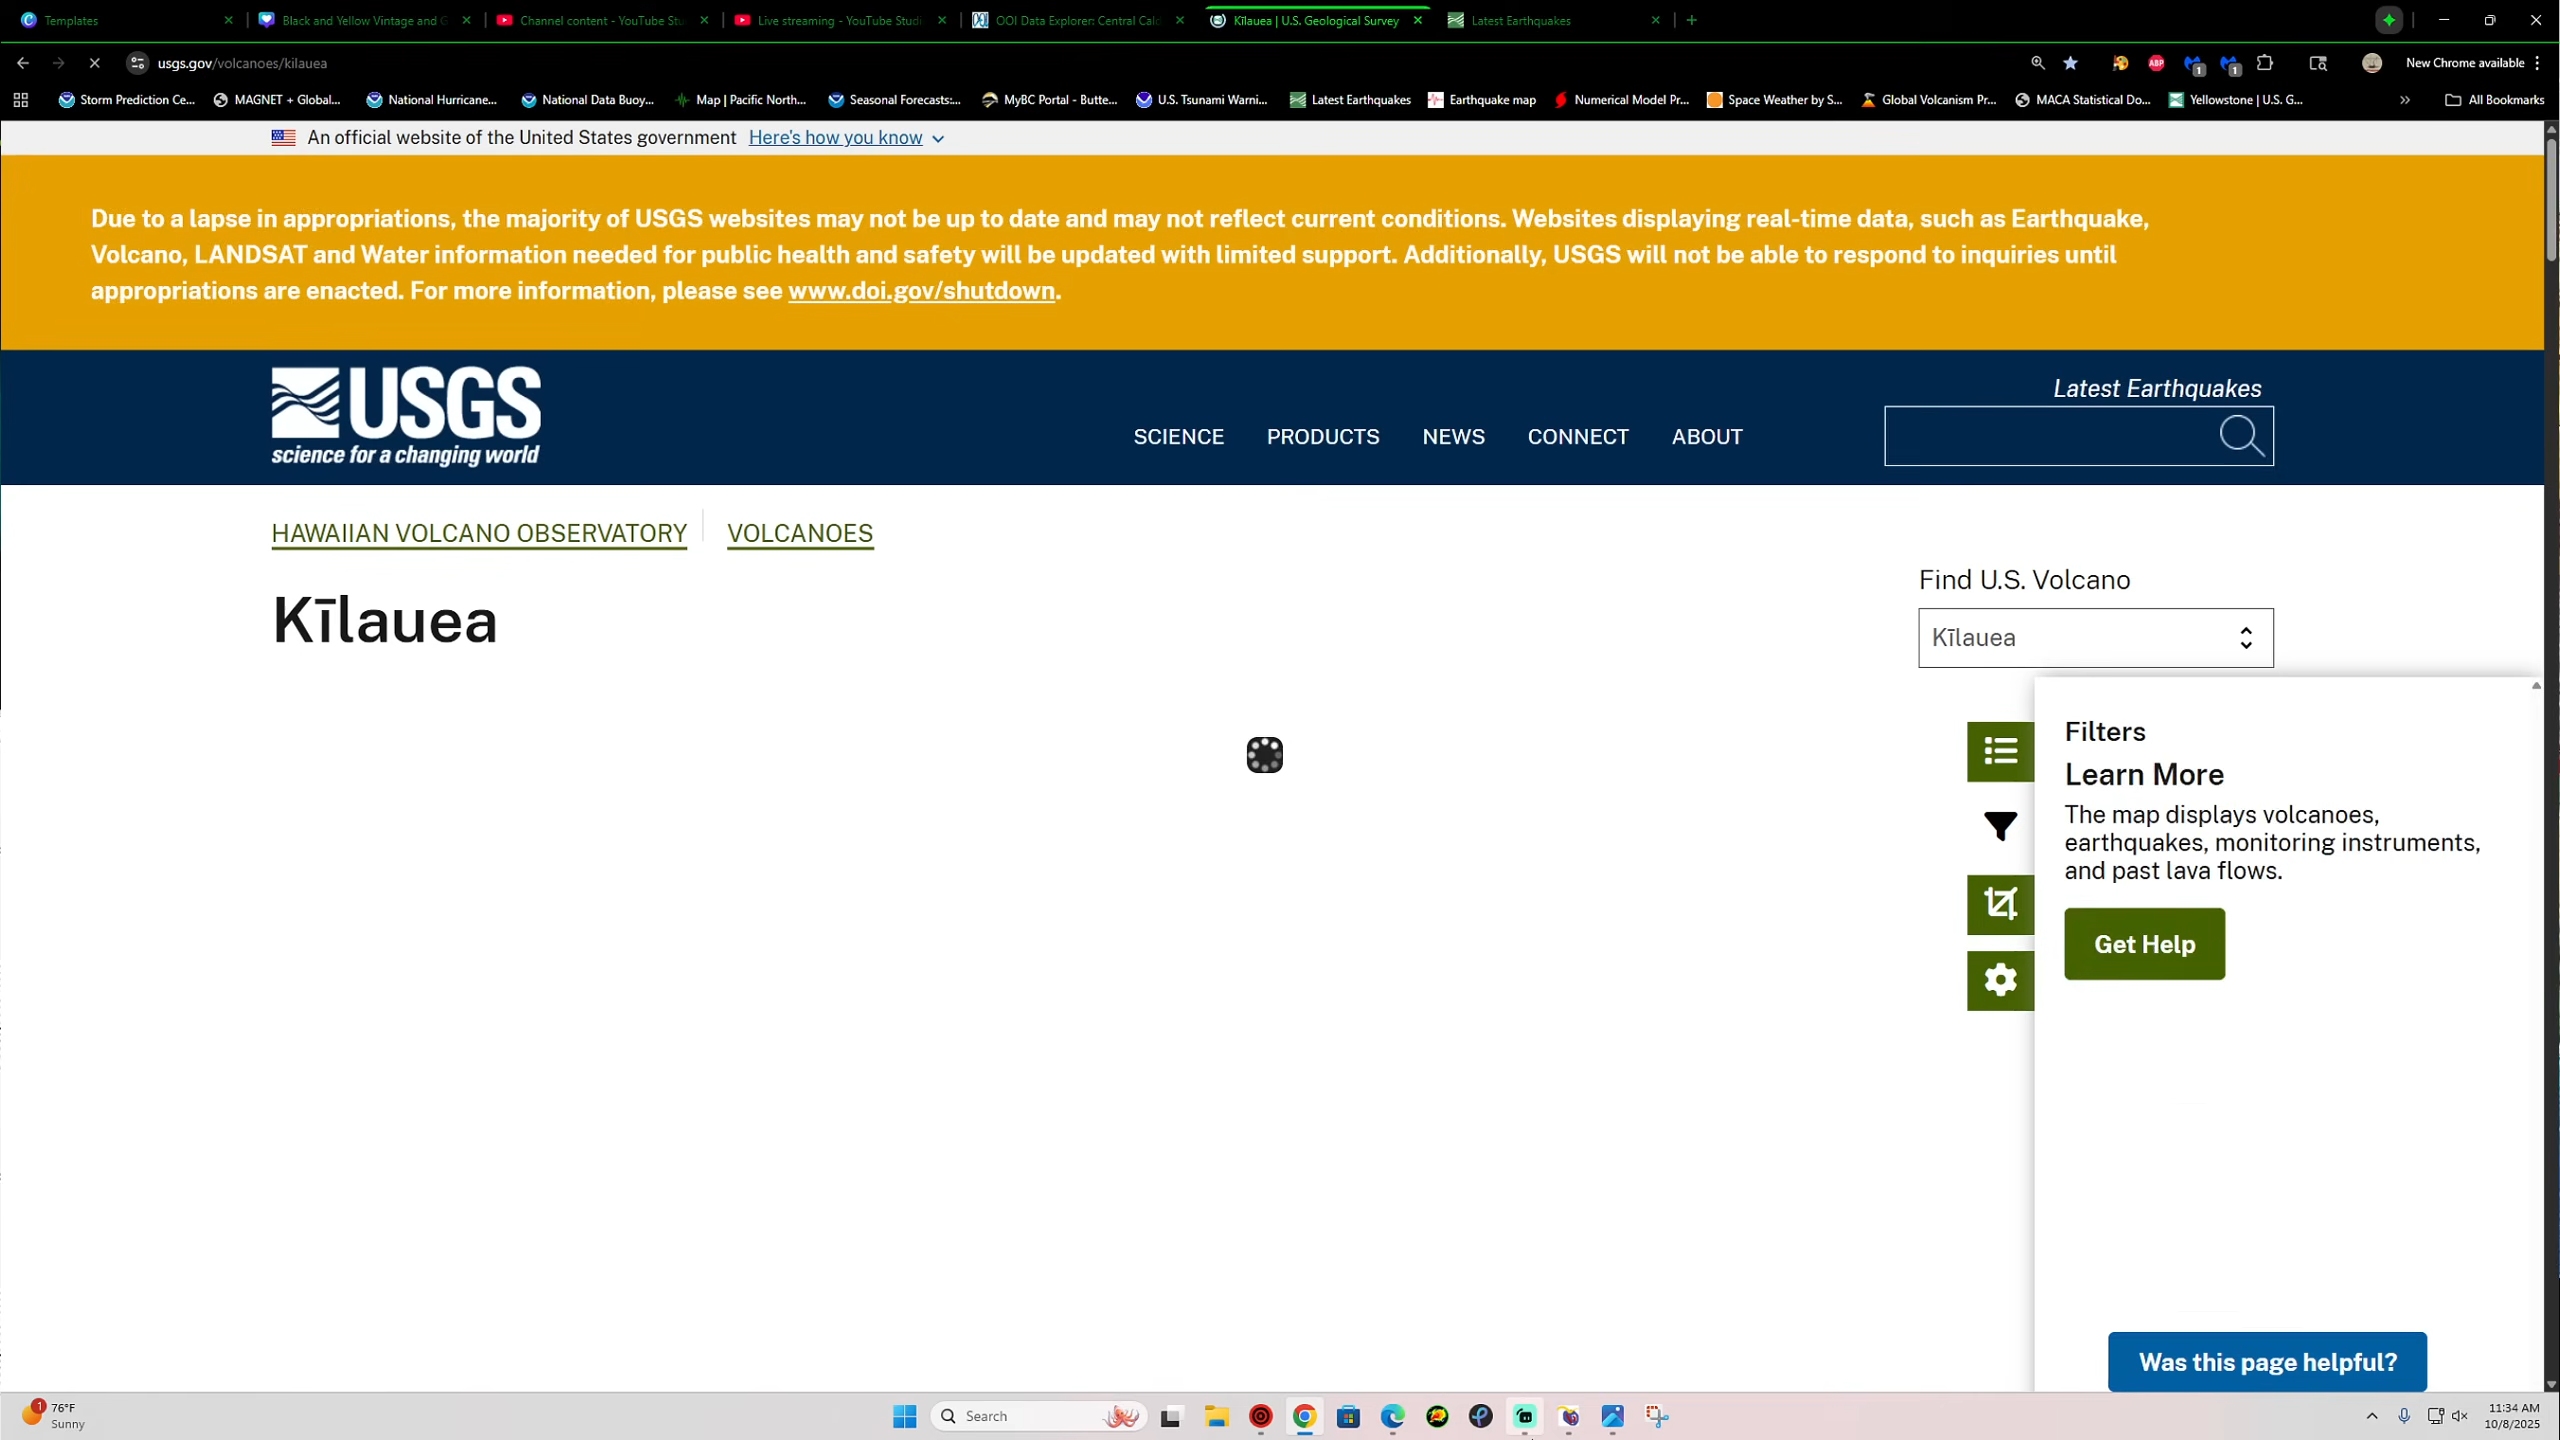 Templates
Black and Yellow Vintage and G
Channel content - YouTube Stu
Live streaming - YouTube Studi
OOI Data Explorer: Central Cald
Kīlauea | U.S. Geological Survey
Latest Earthquakes
usgs.gov/volcanoes/kilauea
New Chrome available
Storm Prediction Ce...
MAGNET + Global...
National Hurricane...
National Data Buoy...
Map | Pacific North...
Seasonal Forecasts:...
MyBC Portal - Butte...
U.S. Tsunami Warni...
Latest Earthquakes
Earthquake map
Numerical Model Pr...
Space Weather by S...
Global Volcanism Pr...
MACA Statistical Do...
Yellowstone | U.S. G...
All Bookmarks
An official website of the United States government Here's how you know
Due to a lapse in appropriations, the majority of USGS websites may not be up to date and may not reflect current conditions. Websites displaying real-time data, such as Earthquake,
Volcano, LANDSAT and Water information needed for public health and safety will be updated with limited support. Additionally, USGS will not be able to respond to inquiries until
appropriations are enacted. For more information, please see www.doi.gov/shutdown.
USGS
science for a changing world
SCIENCE PRODUCTS NEWS CONNECT ABOUT
Latest Earthquakes
HAWAIIAN VOLCANO OBSERVATORY
VOLCANOES
Kīlauea
Find U.S. Volcano
Kīlauea
Filters
Learn More
The map displays volcanoes,
earthquakes, monitoring instruments,
and past lava flows.
Get Help
Was this page helpful?
1
76°F
Sunny
Search
11:34 AM
10/8/2025
ABP
1
1